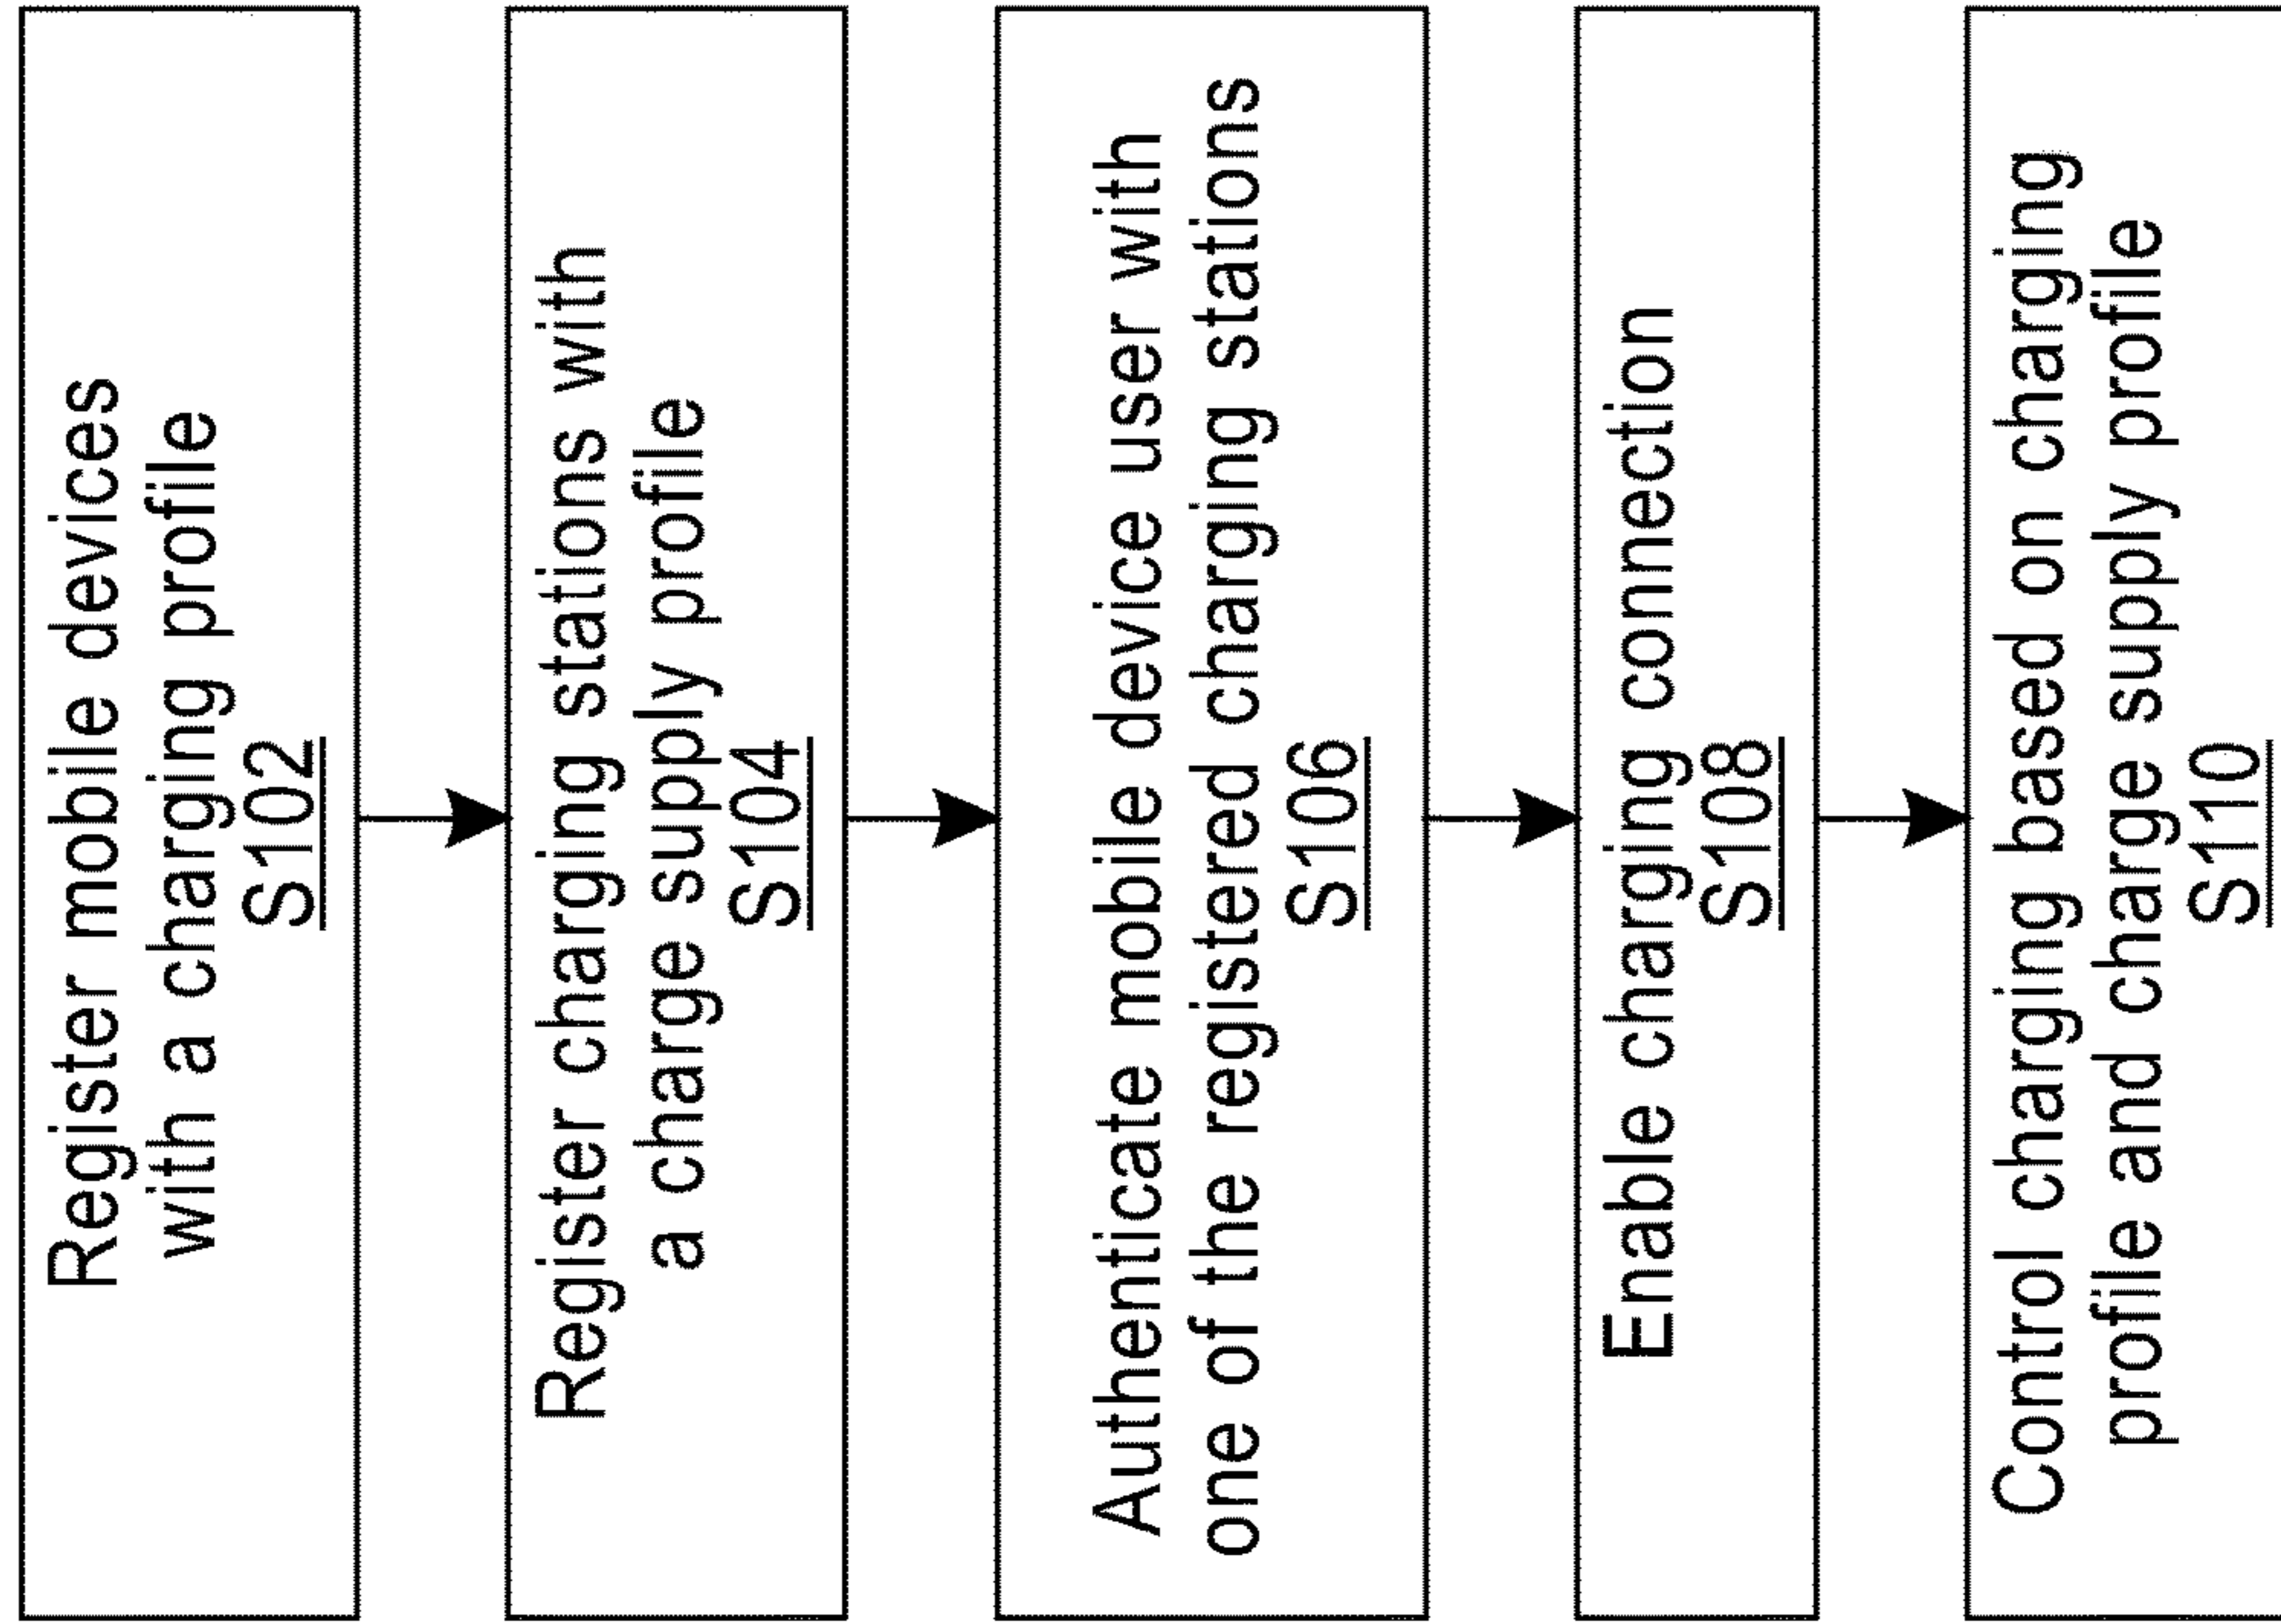 Register mobile devices
with a charging profile
S102
Register charging stations with
a charge supply profile
S104
Authenticate mobile device user with
one of the registered charging stations
S106
Enable charging connection
S108
Control charging based on charging
profile and charge supply profile
S110